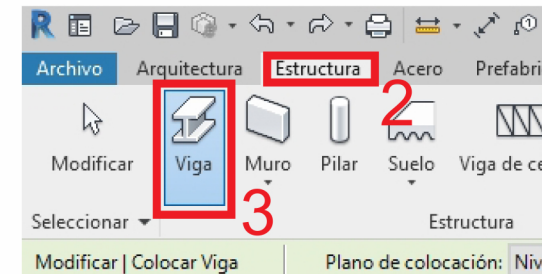 R
Archivo Arquitectura Estructura Acero Prefabri
2
Modificar Viga Muro Pilar Suelo Viga de ce
3
Seleccionar Estructura
Modificar | Colocar Viga Plano de colocación: Niv